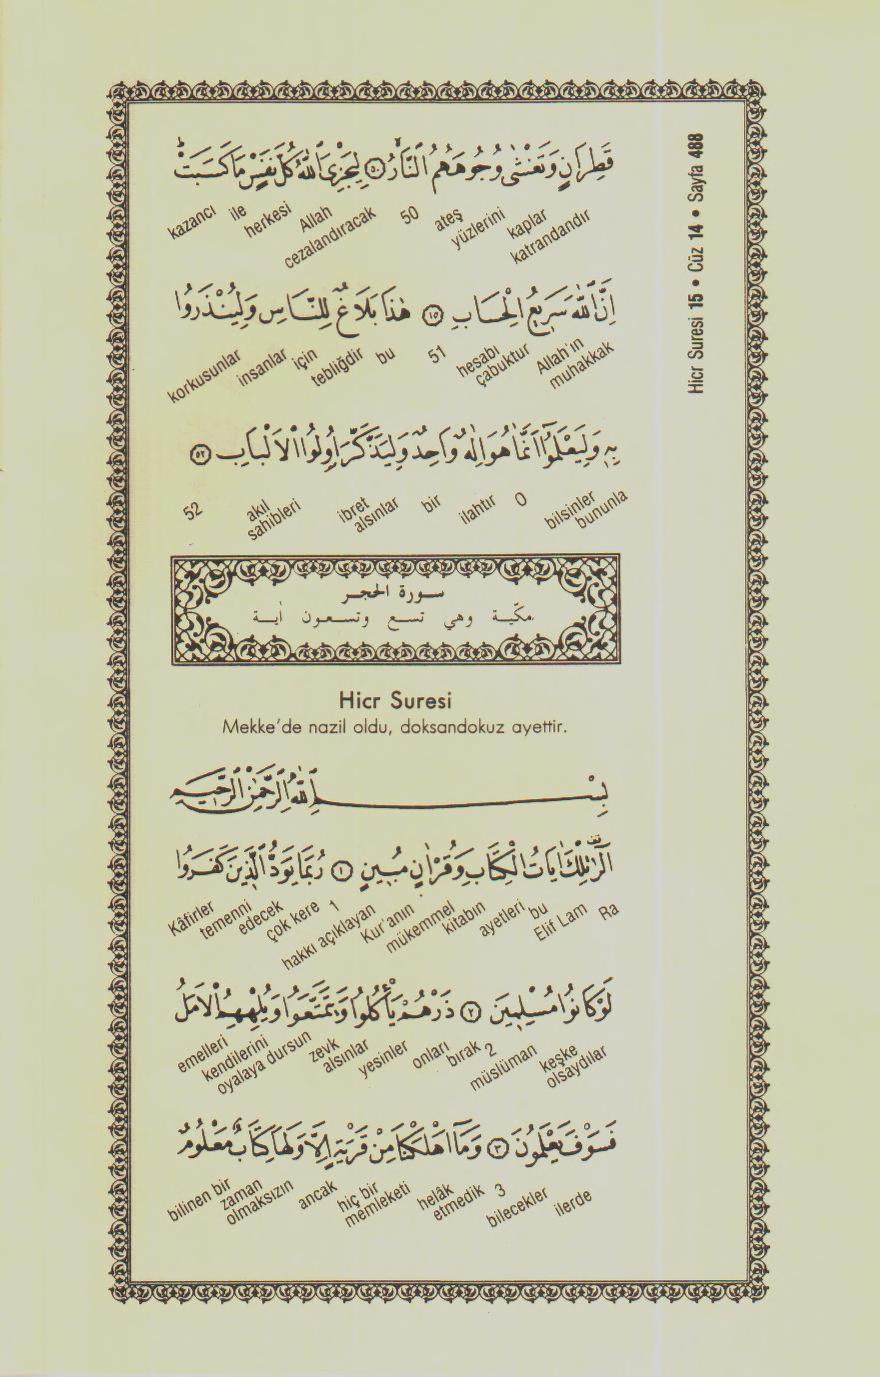 Hicr Suresi 15 • Cüz 14 • Sayfa 488
قَطِرَانٍ وَتَغْشٰى وُجُوهَهُمُ النَّارُۙ ﴿٥٠﴾ لِيَجْزِيَ اللّٰهُ كُلَّ نَفْسٍ مَا كَسَبَتْۜ
katrandandır kaplar yüzlerini ateş 50 cezalandıracak Allah herkesi ile kazancı
اِنَّ اللّٰهَ سَرِيعُ الْحِسَابِ ﴿١٥﴾ هٰذَا بَلَاغٌ لِلنَّاسِ وَلِيُنْذَرُوا
muhakkak Allah'ın çabuktur hesabı 51 bu tebliğdir için insanlar korkusunlar
بِهِ وَلِيَعْلَمُٓوا اَنَّمَا هُوَ اِلٰهٌ وَاحِدٌ وَلِيَذَّكَّرَ اُولُوا الْاَلْبَابِ ﴿٥٢﴾
bununla bilsinler O ilahtır bir alsınlar ibret sahibleri akıl 52
سورة الحجر
مكّية وهي تسع وتسعون اية
Hicr Suresi
Mekke'de nazil oldu, doksandokuz ayettir.
بِسْمِ اللّٰهِ الرَّحْمٰنِ الرَّحِيمِ
الٓرٰ تِلْكَ اٰيَاتُ الْكِتَابِ وَقُرْاٰنٍ مُبِينٍ ﴿١﴾ رُبَمَا يَوَدُّ الَّذِينَ كَفَرُوا
Ra Elif Lam bu ayetleri kitabın mükemmel Kur'anın hakkı açıklayan 1 çok kere edecek temenni Kâfirler
لَوْ كَانُوا مُسْلِمِينَ ﴿٢﴾ ذَرْهُمْ يَأْكُلُوا وَيَتَمَتَّعُوا وَيُلْهِهِمُ الْاَمَلُ
olsaydılar keşke müslüman 2 bırak onları yesinler alsınlar zevk oyalaya dursun kendilerini emelleri
فَسَوْفَ يَعْلَمُونَ ﴿٣﴾ وَمَٓا اَهْلَكْنَا مِنْ قَرْيَةٍ اِلَّا وَلَهَا كِتَابٌ مَعْلُومٌ
ilerde bilecekler 3 etmedik helâk memleketi hiç bir ancak olmaksızın zaman bilinen bir